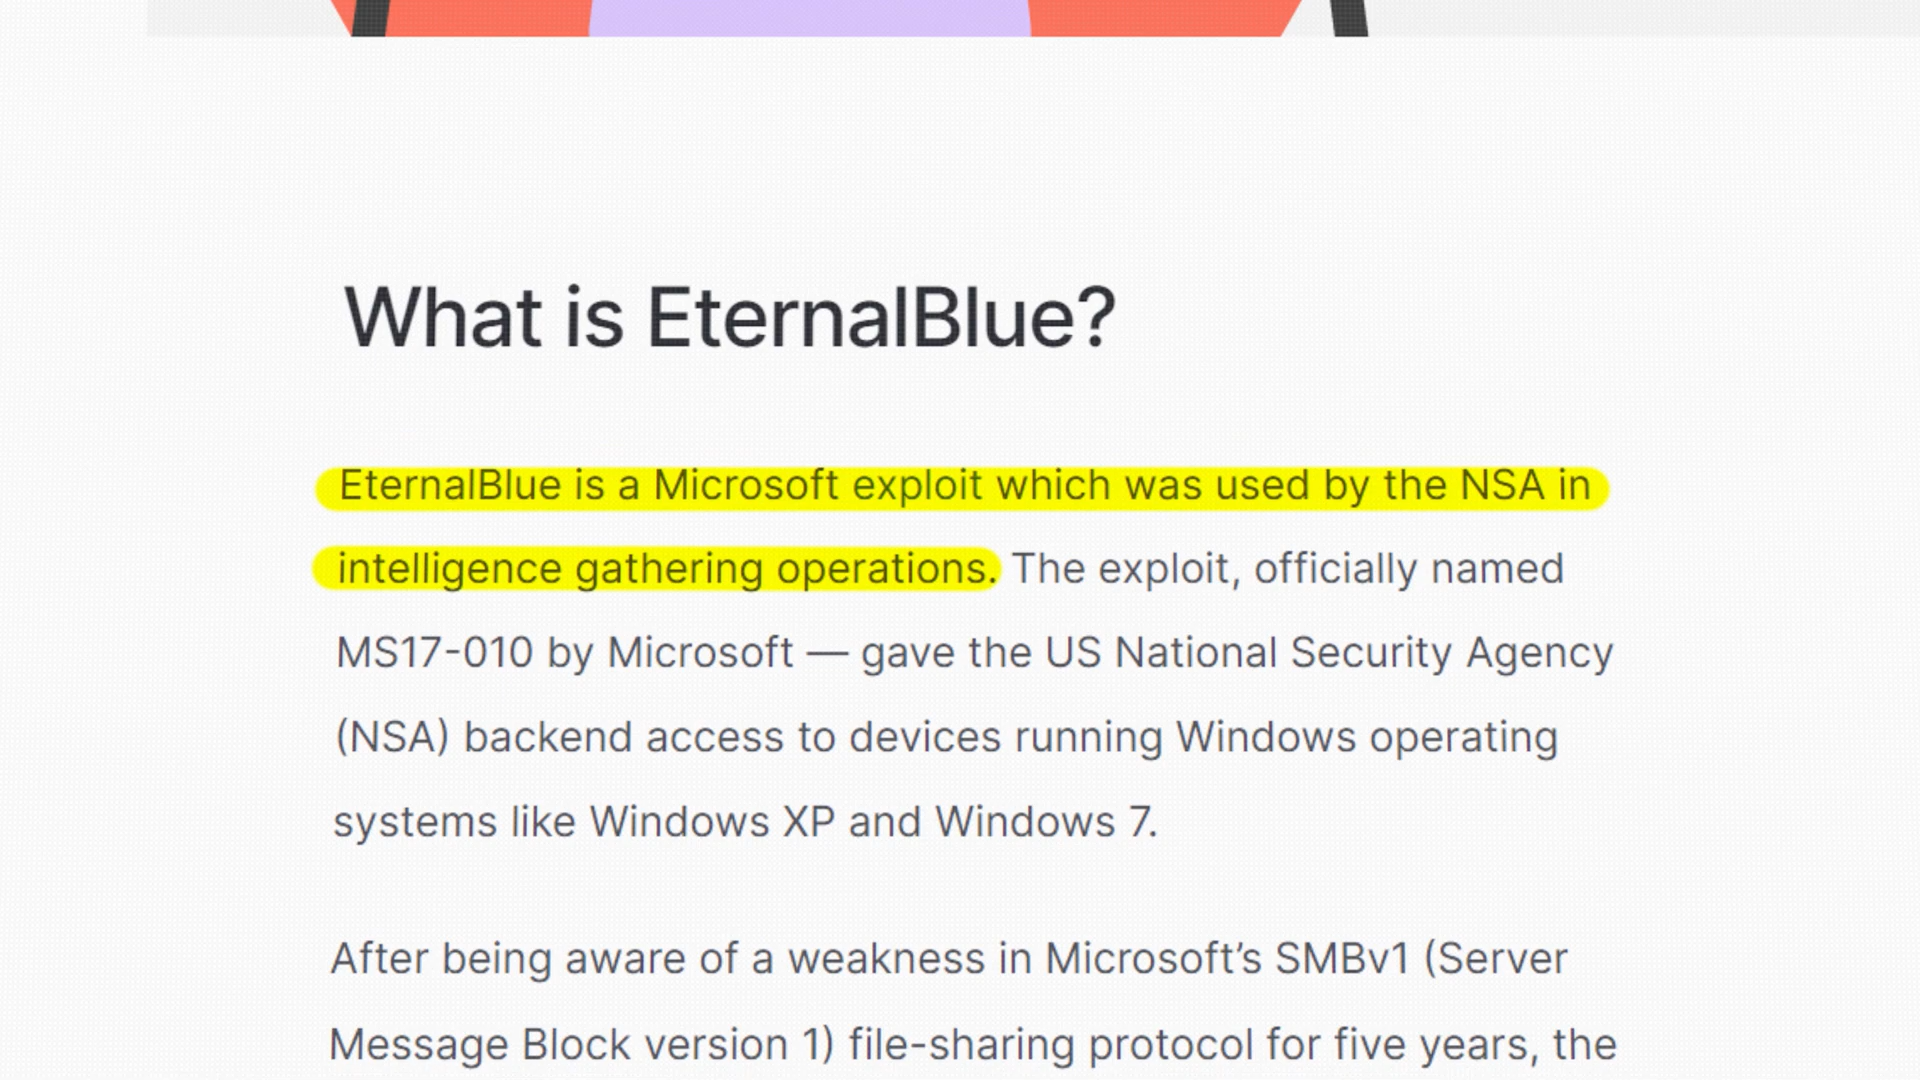 What is EternalBlue?
EternalBlue is a Microsoft exploit which was used by the NSA in
intelligence gathering operations. The exploit, officially named
MS17-010 by Microsoft — gave the US National Security Agency
(NSA) backend access to devices running Windows operating
systems like Windows XP and Windows 7.
After being aware of a weakness in Microsoft’s SMBv1 (Server
Message Block version 1) file-sharing protocol for five years, the